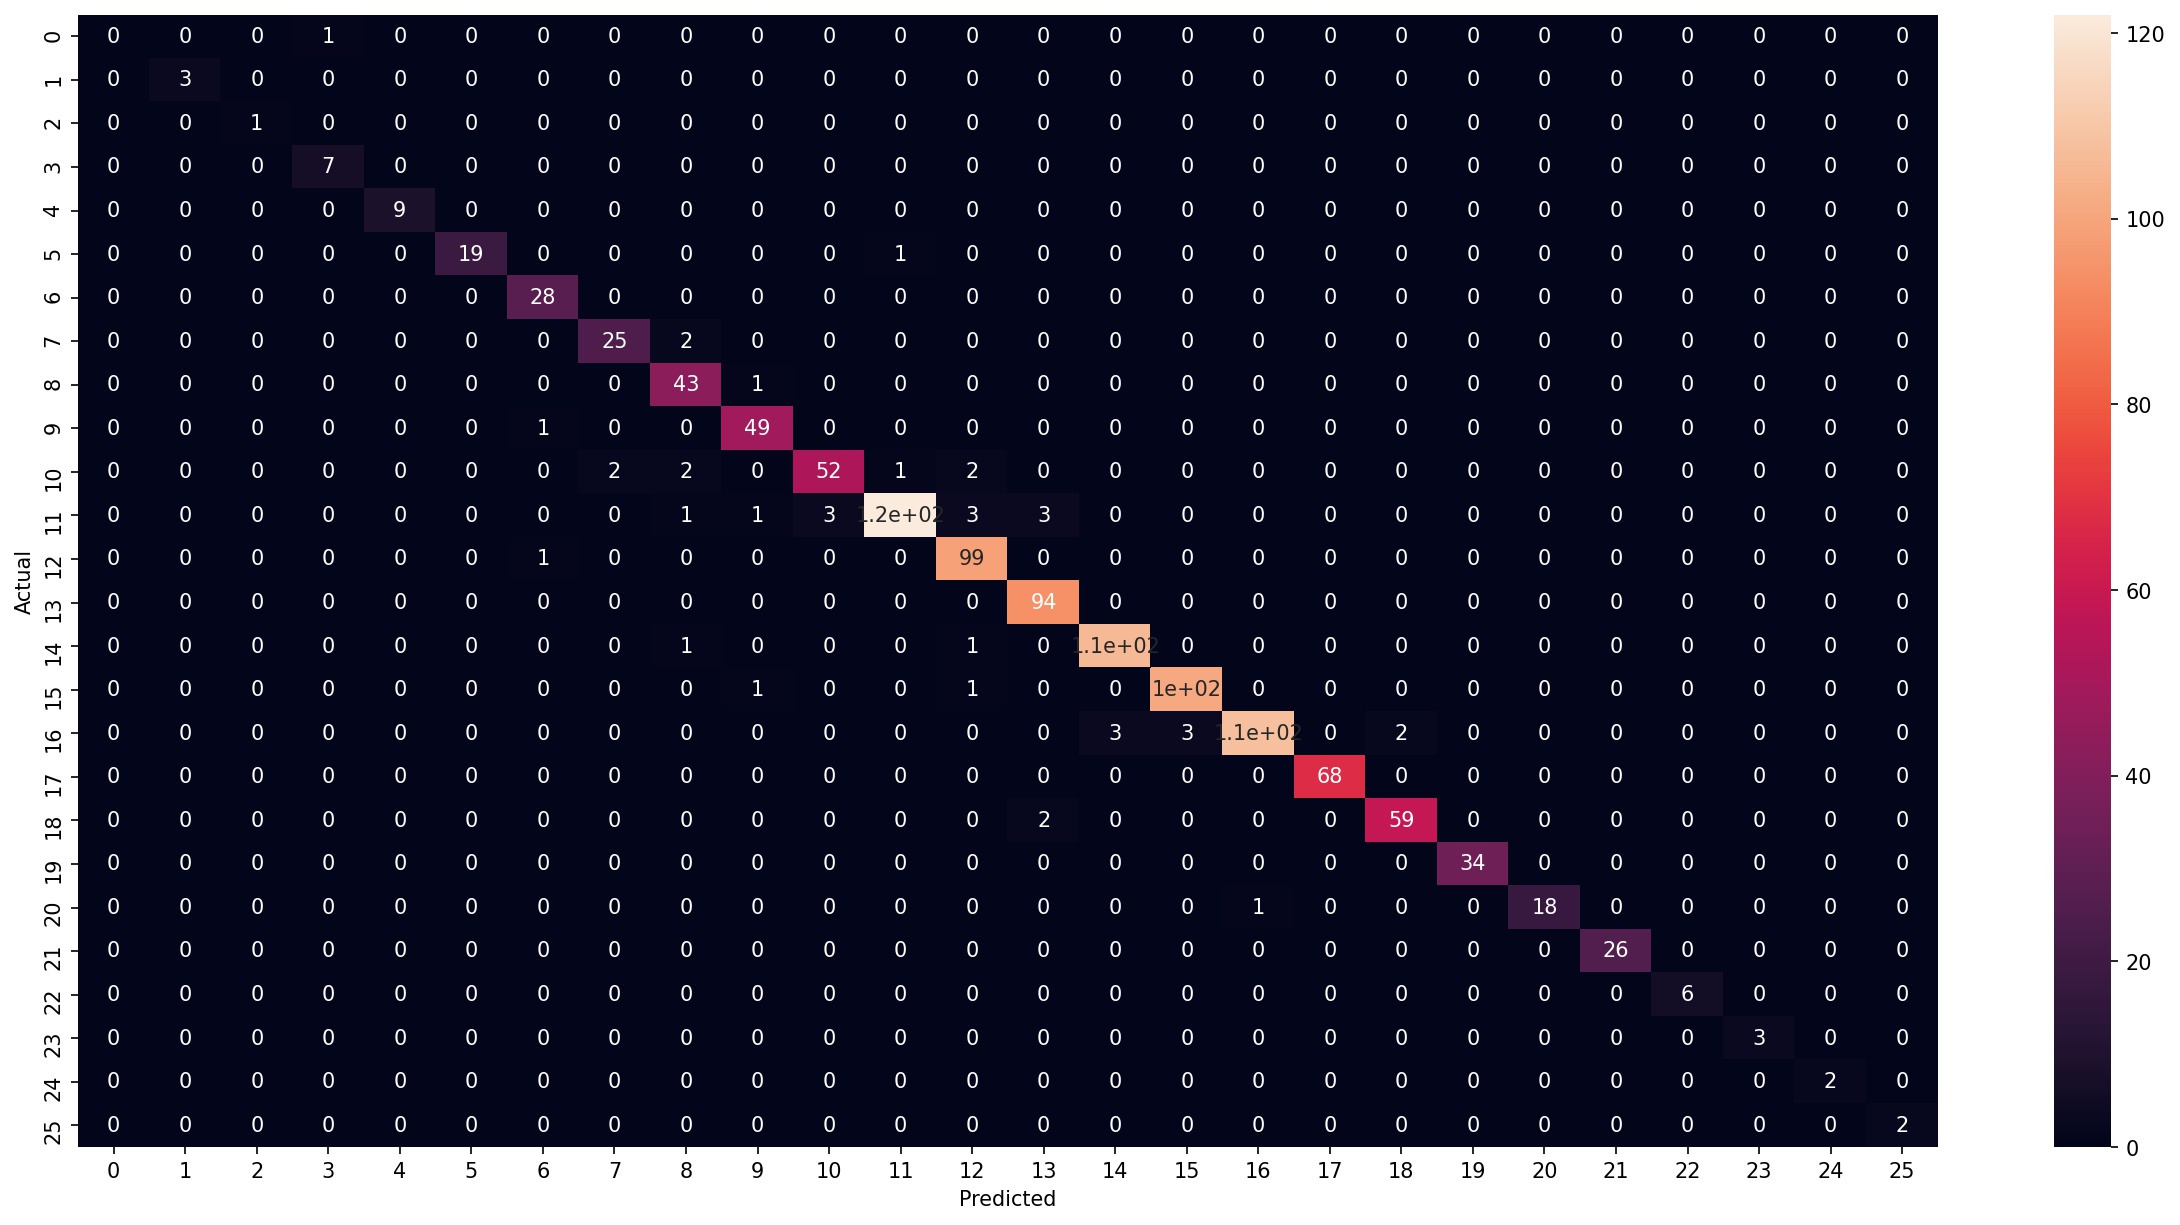 0 0 0 0 1 0 0 0 0 0 0 0 0 0 0 0 0 0 0 0 0 0 0 0 0 0 0
1 0 3 0 0 0 0 0 0 0 0 0 0 0 0 0 0 0 0 0 0 0 0 0 0 0 0
2 0 0 1 0 0 0 0 0 0 0 0 0 0 0 0 0 0 0 0 0 0 0 0 0 0 0
3 0 0 0 7 0 0 0 0 0 0 0 0 0 0 0 0 0 0 0 0 0 0 0 0 0 0
4 0 0 0 0 9 0 0 0 0 0 0 0 0 0 0 0 0 0 0 0 0 0 0 0 0 0
5 0 0 0 0 0 19 0 0 0 0 0 1 0 0 0 0 0 0 0 0 0 0 0 0 0 0
6 0 0 0 0 0 0 28 0 0 0 0 0 0 0 0 0 0 0 0 0 0 0 0 0 0 0
7 0 0 0 0 0 0 0 25 2 0 0 0 0 0 0 0 0 0 0 0 0 0 0 0 0 0
8 0 0 0 0 0 0 0 0 43 1 0 0 0 0 0 0 0 0 0 0 0 0 0 0 0 0
9 0 0 0 0 0 0 1 0 0 49 0 0 0 0 0 0 0 0 0 0 0 0 0 0 0 0
10 0 0 0 0 0 0 0 2 2 0 52 1 2 0 0 0 0 0 0 0 0 0 0 0 0 0
11 0 0 0 0 0 0 0 0 1 1 3 1.2e+02 3 3 0 0 0 0 0 0 0 0 0 0 0 0
12 0 0 0 0 0 0 1 0 0 0 0 0 99 0 0 0 0 0 0 0 0 0 0 0 0 0
13 0 0 0 0 0 0 0 0 0 0 0 0 0 94 0 0 0 0 0 0 0 0 0 0 0 0
14 0 0 0 0 0 0 0 0 1 0 0 0 1 0 1.1e+02 0 0 0 0 0 0 0 0 0 0 0
15 0 0 0 0 0 0 0 0 0 1 0 0 1 0 0 1e+02 0 0 0 0 0 0 0 0 0 0
16 0 0 0 0 0 0 0 0 0 0 0 0 0 0 3 3 1.1e+02 0 2 0 0 0 0 0 0 0
17 0 0 0 0 0 0 0 0 0 0 0 0 0 0 0 0 0 68 0 0 0 0 0 0 0 0
18 0 0 0 0 0 0 0 0 0 0 0 0 0 2 0 0 0 0 59 0 0 0 0 0 0 0
19 0 0 0 0 0 0 0 0 0 0 0 0 0 0 0 0 0 0 0 34 0 0 0 0 0 0
20 0 0 0 0 0 0 0 0 0 0 0 0 0 0 0 0 1 0 0 0 18 0 0 0 0 0
21 0 0 0 0 0 0 0 0 0 0 0 0 0 0 0 0 0 0 0 0 0 26 0 0 0 0
22 0 0 0 0 0 0 0 0 0 0 0 0 0 0 0 0 0 0 0 0 0 0 6 0 0 0
23 0 0 0 0 0 0 0 0 0 0 0 0 0 0 0 0 0 0 0 0 0 0 0 3 0 0
24 0 0 0 0 0 0 0 0 0 0 0 0 0 0 0 0 0 0 0 0 0 0 0 0 2 0
25 0 0 0 0 0 0 0 0 0 0 0 0 0 0 0 0 0 0 0 0 0 0 0 0 0 2
0 1 2 3 4 5 6 7 8 9 10 11 12 13 14 15 16 17 18 19 20 21 22 23 24 25
Predicted
Actual
120
100
80
60
40
20
0